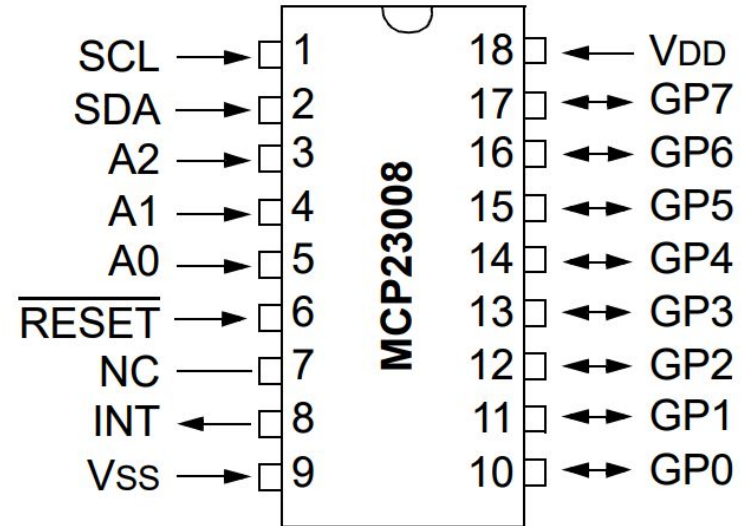 SCL 1 18 VDD
SDA 2 17 GP7
A2 3 16 GP6
A1 4 15 GP5
A0 5 14 GP4
RESET 6 13 GP3
NC 7 12 GP2
INT 8 11 GP1
Vss 9 10 GP0
MCP23008